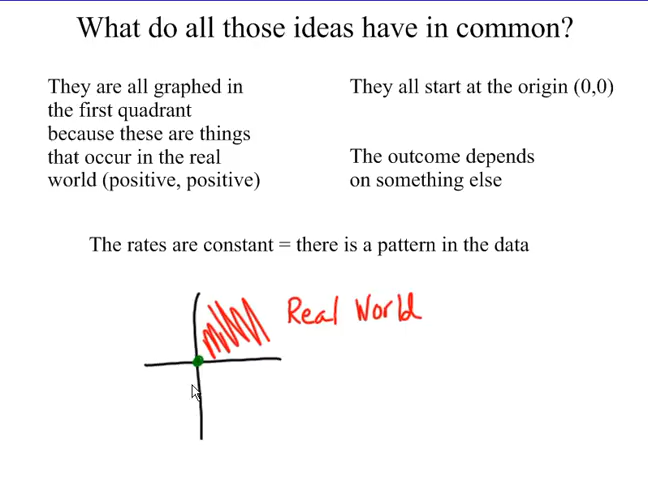 What do all those ideas have in common?
They are all graphed in
the first quadrant
because these are things
that occur in the real
world (positive, positive)
They all start at the origin (0,0)
The outcome depends
on something else
The rates are constant = there is a pattern in the data
Real World